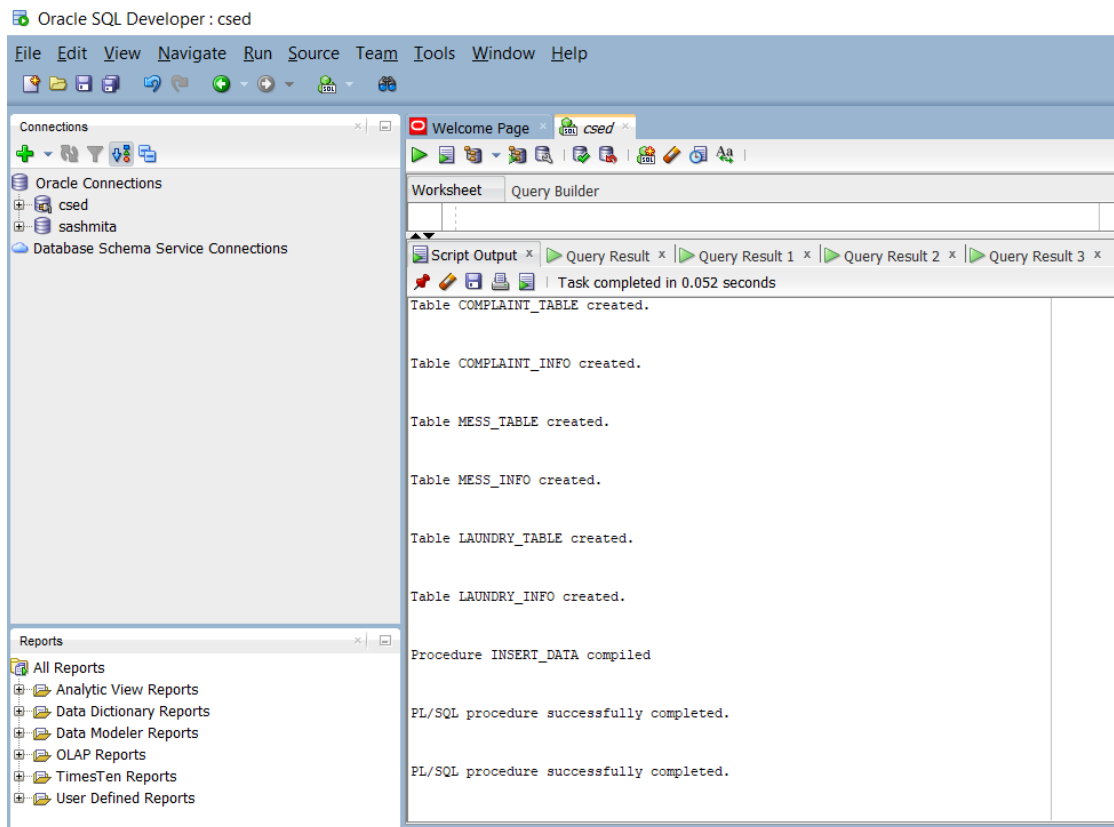 Oracle SQL Developer : csed
File Edit View Navigate Run Source Team Tools Window Help
Connections
Oracle Connections
csed
sashmita
Database Schema Service Connections
Reports
All Reports
Analytic View Reports
Data Dictionary Reports
Data Modeler Reports
OLAP Reports
TimesTen Reports
User Defined Reports
Welcome Page csed
Worksheet Query Builder
Script Output Query Result Query Result 1 Query Result 2 Query Result 3
Task completed in 0.052 seconds
Table COMPLAINT_TABLE created.
Table COMPLAINT_INFO created.
Table MESS_TABLE created.
Table MESS_INFO created.
Table LAUNDRY_TABLE created.
Table LAUNDRY_INFO created.
Procedure INSERT_DATA compiled
PL/SQL procedure successfully completed.
PL/SQL procedure successfully completed.